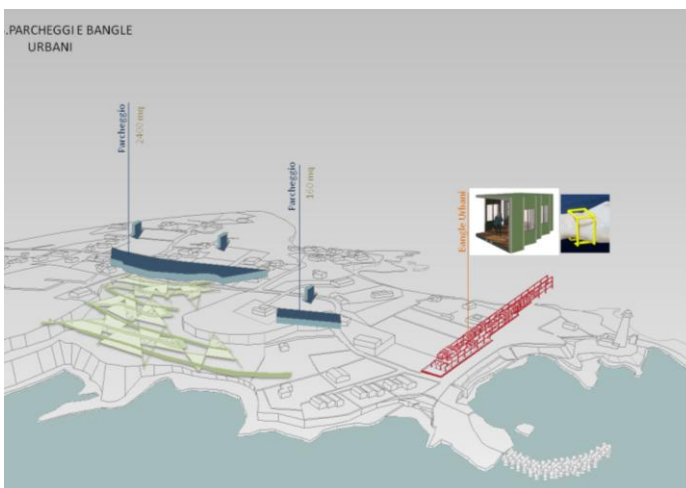 .PARCHEGGI E BANGLE
URBANI
Parcheggio
2400 mq
Parcheggio
160 mq
Bangle Urbani